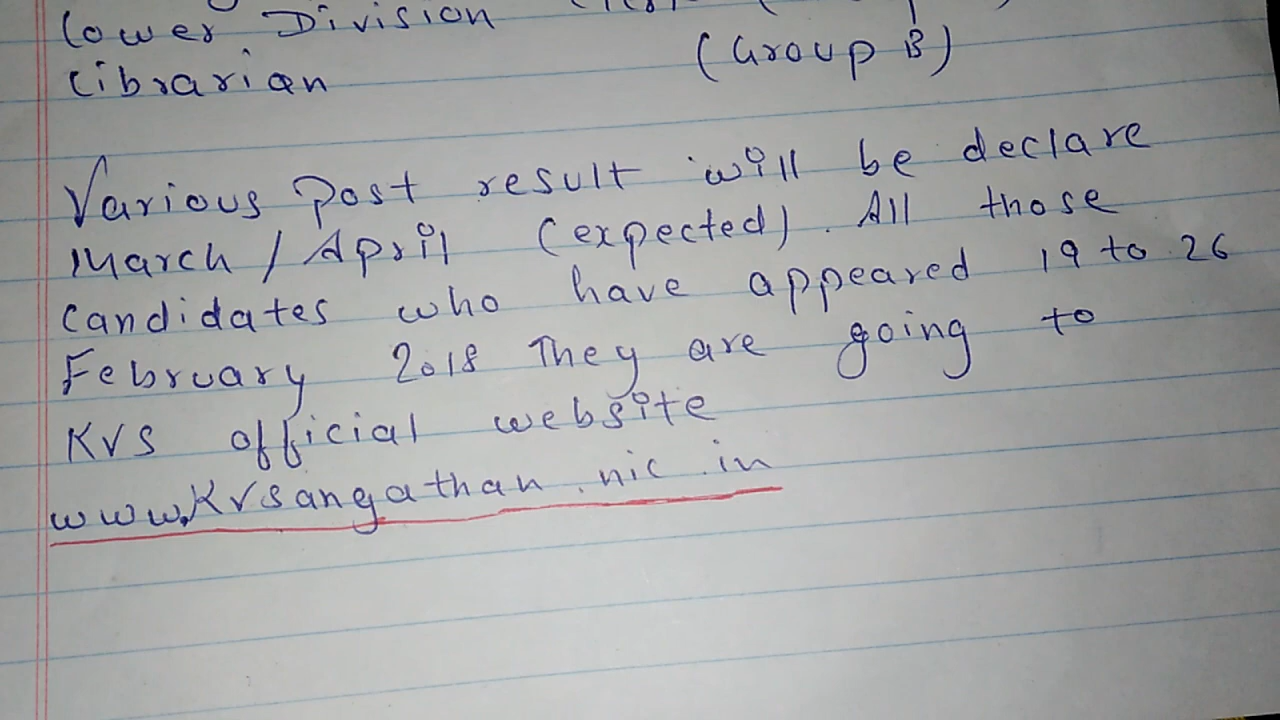 Lower Division
Librarian (Group B)
Various Post result will be declare
March / April (expected). All those
candidates who have appeared 19 to 26
February 2018 They are going to
KVS official website
www.Kvsangathan.nic.in